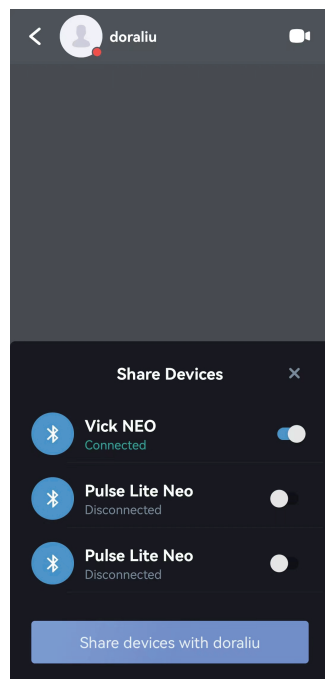 doraliu
Share Devices
Vick NEO
Connected
Pulse Lite Neo
Disconnected
Pulse Lite Neo
Disconnected
Share devices with doraliu